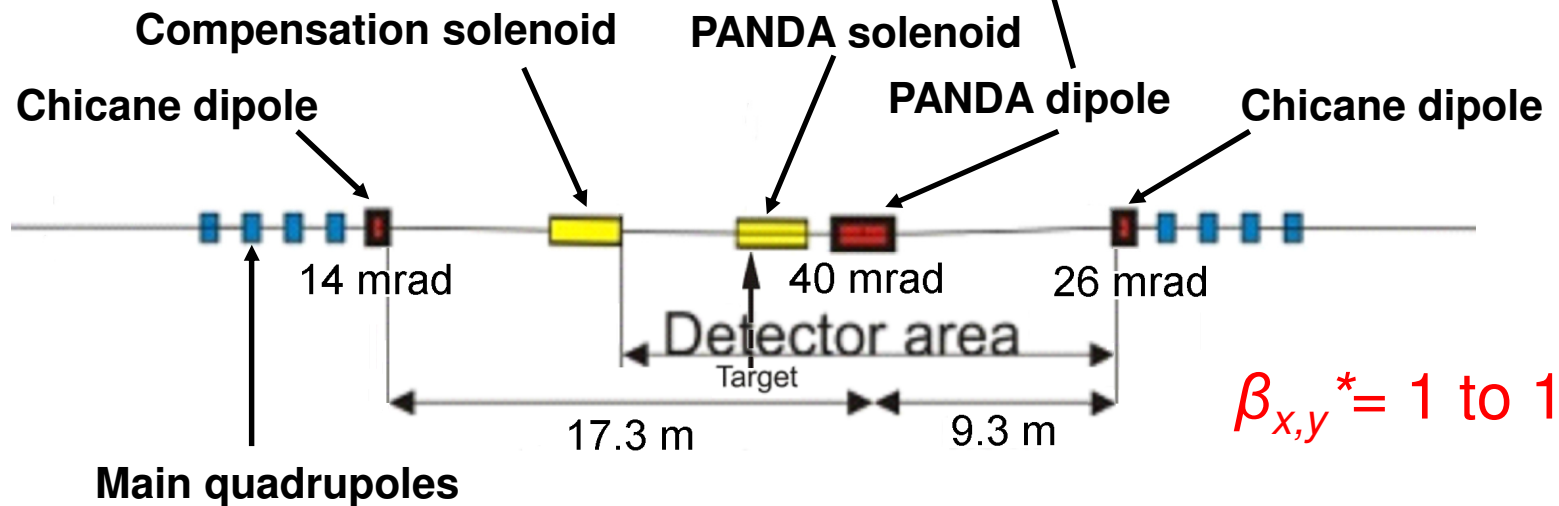 Compensation solenoid
PANDA solenoid
Chicane dipole
PANDA dipole
Chicane dipole
14 mrad
40 mrad
26 mrad
Detector area
Target
17.3 m
9.3 m
βx,y*= 1 to 1
Main quadrupoles